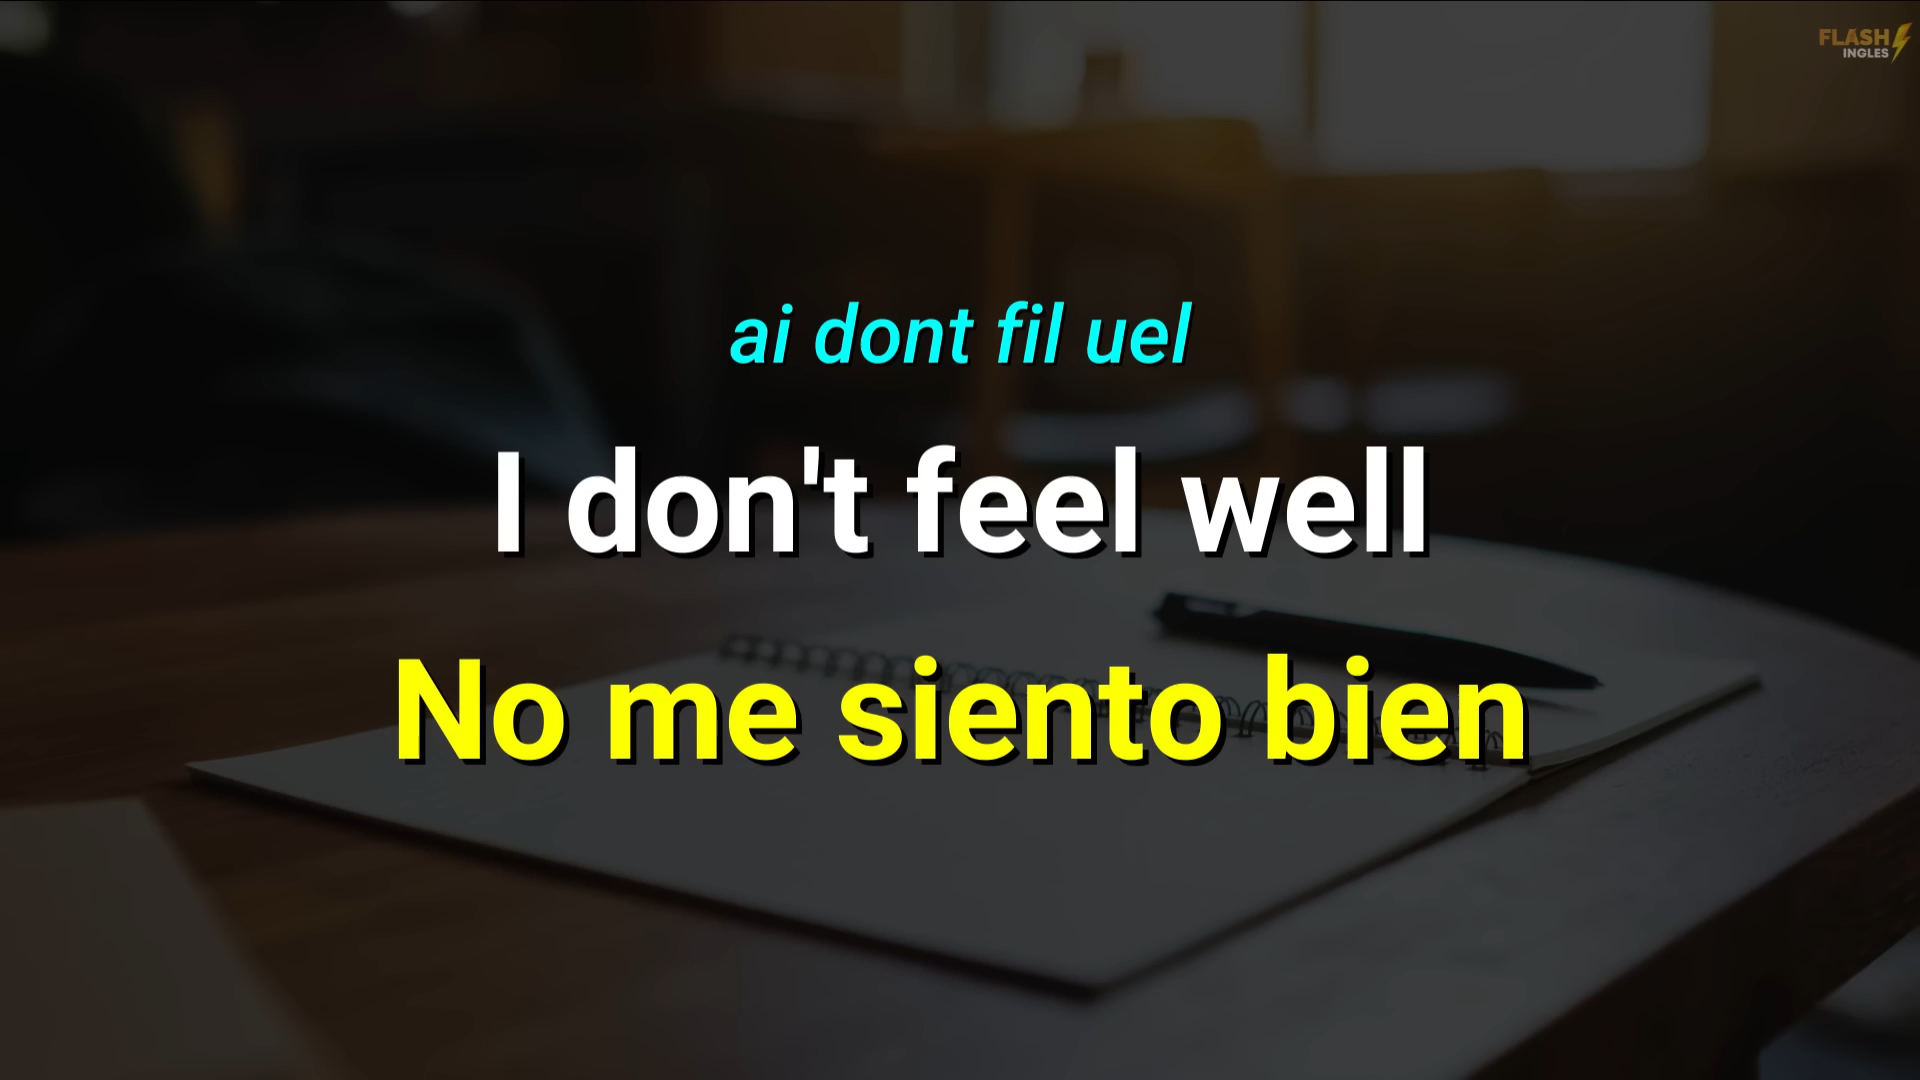 FLASH
INGLES
ai dont fil uel
I don't feel well
No me siento bien